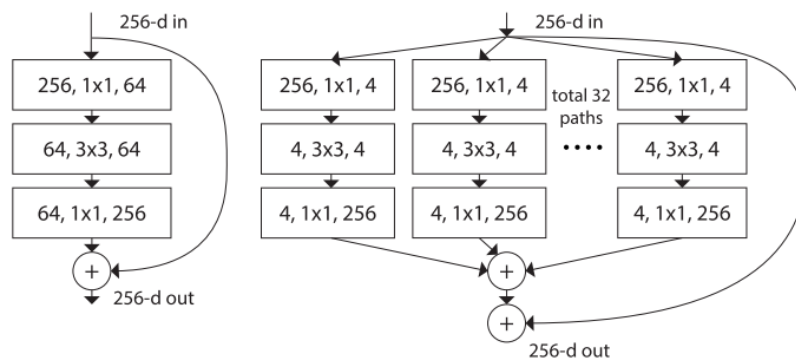 256-d in
256, 1x1, 64
64, 3x3, 64
64, 1x1, 256
+
256-d out
256-d in
256, 1x1, 4
256, 1x1, 4
total 32
paths
256, 1x1, 4
4, 3x3, 4
4, 3x3, 4
....
4, 3x3, 4
4, 1x1, 256
4, 1x1, 256
4, 1x1, 256
+
+
256-d out